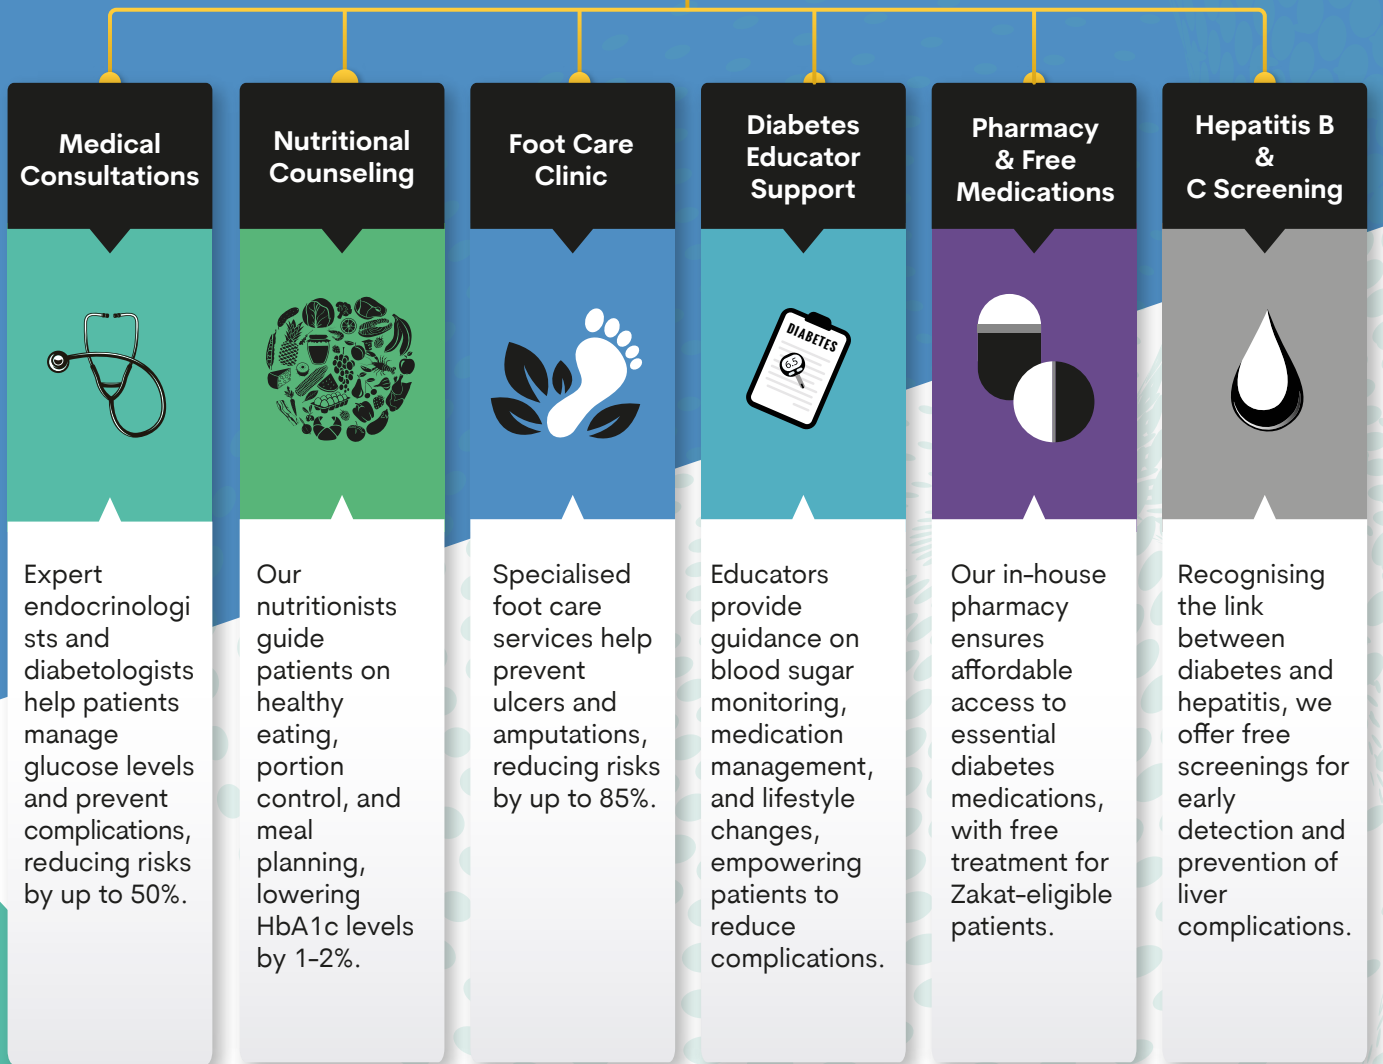 Medical
Consultations
Nutritional
Counseling
Foot Care
Clinic
Diabetes
Educator
Support
Pharmacy
& Free
Medications
Hepatitis B
&
C Screening
DIABETES
6.5
Expert
endocrinologi
sts and
diabetologists
help patients
manage
glucose levels
and prevent
complications,
reducing risks
by up to 50%.
Our
nutritionists
guide
patients on
healthy
eating,
portion
control, and
meal
planning,
lowering
HbA1c levels
by 1-2%.
Specialised
foot care
services help
prevent
ulcers and
amputations,
reducing risks
by up to 85%.
Educators
provide
guidance on
blood sugar
monitoring,
medication
management,
and lifestyle
changes,
empowering
patients to
reduce
complications.
Our in-house
pharmacy
ensures
affordable
access to
essential
diabetes
medications,
with free
treatment for
Zakat-eligible
patients.
Recognising
the link
between
diabetes and
hepatitis, we
offer free
screenings for
early
detection and
prevention of
liver
complications.